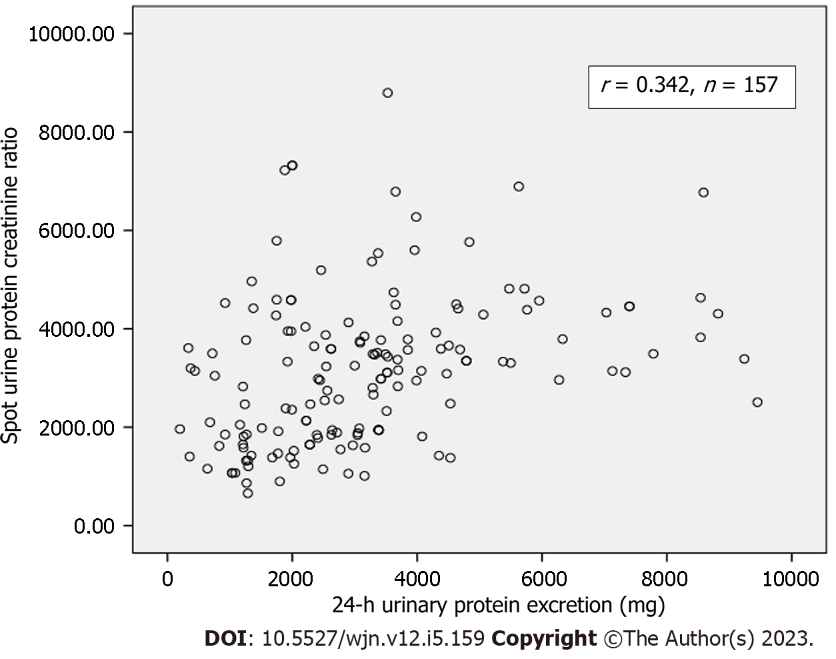 10000.00
8000.00
6000.00
4000.00
2000.00
0.00
Spot urine protein creatinine ratio
r = 0.342, n = 157
0 2000 4000 6000 8000 10000
24-h urinary protein excretion (mg)
DOI: 10.5527/wjn.v12.i5.159 Copyright ©The Author(s) 2023.